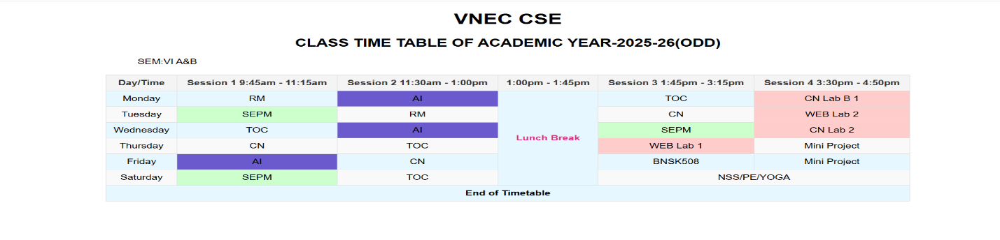 VNEC CSE
CLASS TIME TABLE OF ACADEMIC YEAR-2025-26(ODD)
SEM:VI A&B
Day/Time Session 1 9:45am - 11:15am Session 2 11:30am - 1:00pm 1:00pm - 1:45pm Session 3 1:45pm - 3:15pm Session 4 3:30pm - 4:50pm
Monday RM AI TOC CN Lab B 1
Tuesday SEPM RM CN WEB Lab 2
Wednesday TOC AI SEPM CN Lab 2
Lunch Break
Thursday CN TOC WEB Lab 1 Mini Project
Friday AI CN BNSK508 Mini Project
Saturday SEPM TOC NSS/PE/YOGA
End of Timetable